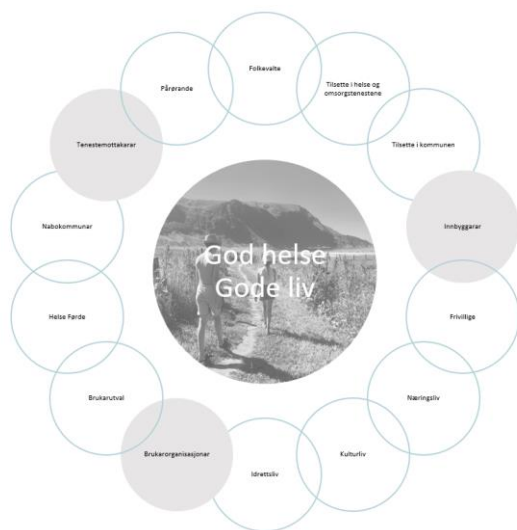 Folkevalte
Tilsette i helse og
omsorgstenestene
Tilsette i kommunen
Innbyggarar
Frivillige
Næringsliv
Kulturliv
Idrettsliv
Brukarorganisasjonar
Brukarutval
Helse Førde
Nabokommunar
Tenestemottakarar
Pårørande
God helse
Gode liv